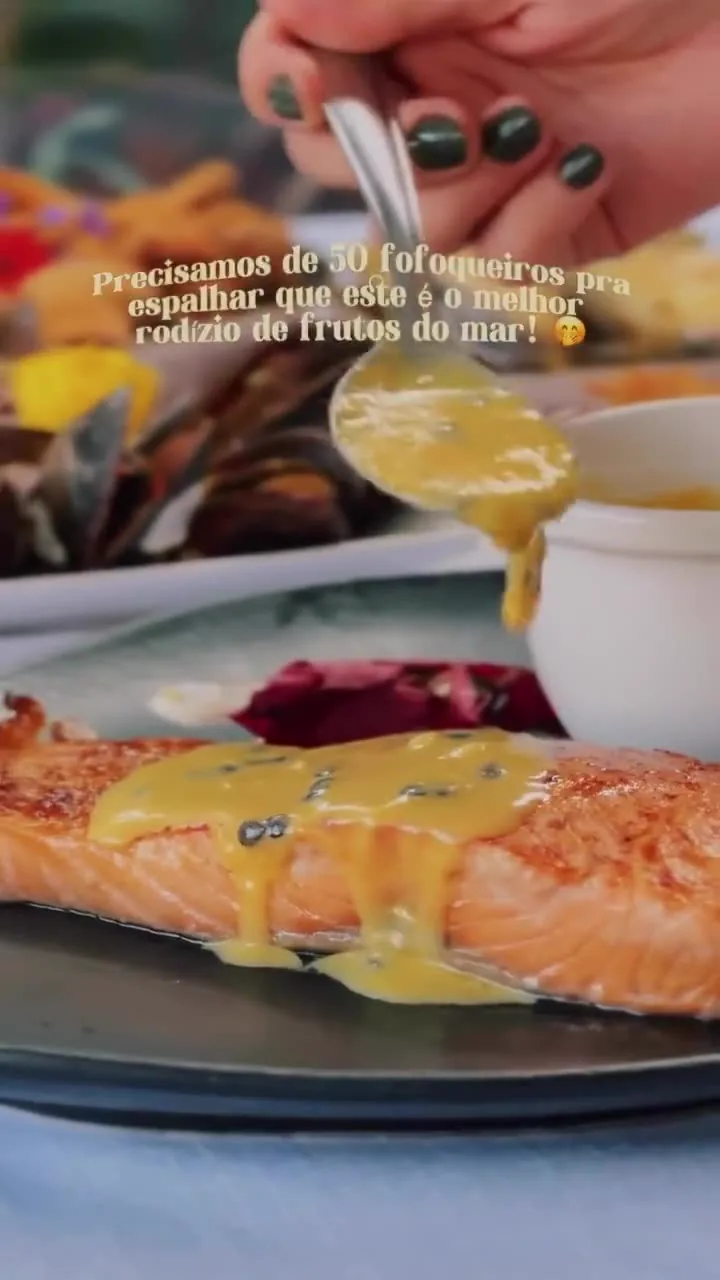 Precisamos de 50 fofoqueiros pra
espalhar que este é o melhor
rodízio de frutos do mar! 🤭